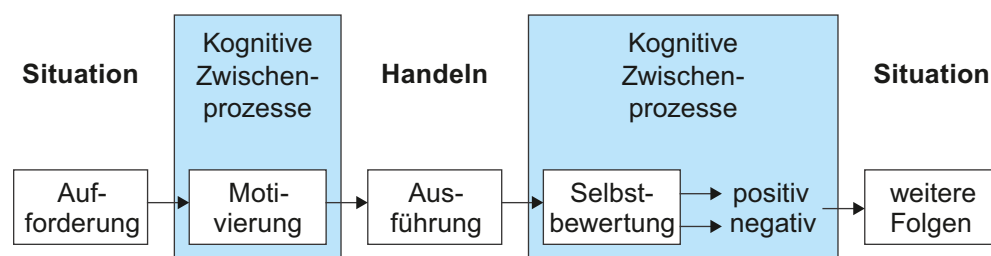 Situation
Kognitive
Zwischen-
prozesse
Handeln
Kognitive
Zwischen-
prozesse
Situation
Auf-
forderung
Moti-
vierung
Aus-
führung
Selbst-
bewertung
positiv
negativ
weitere
Folgen